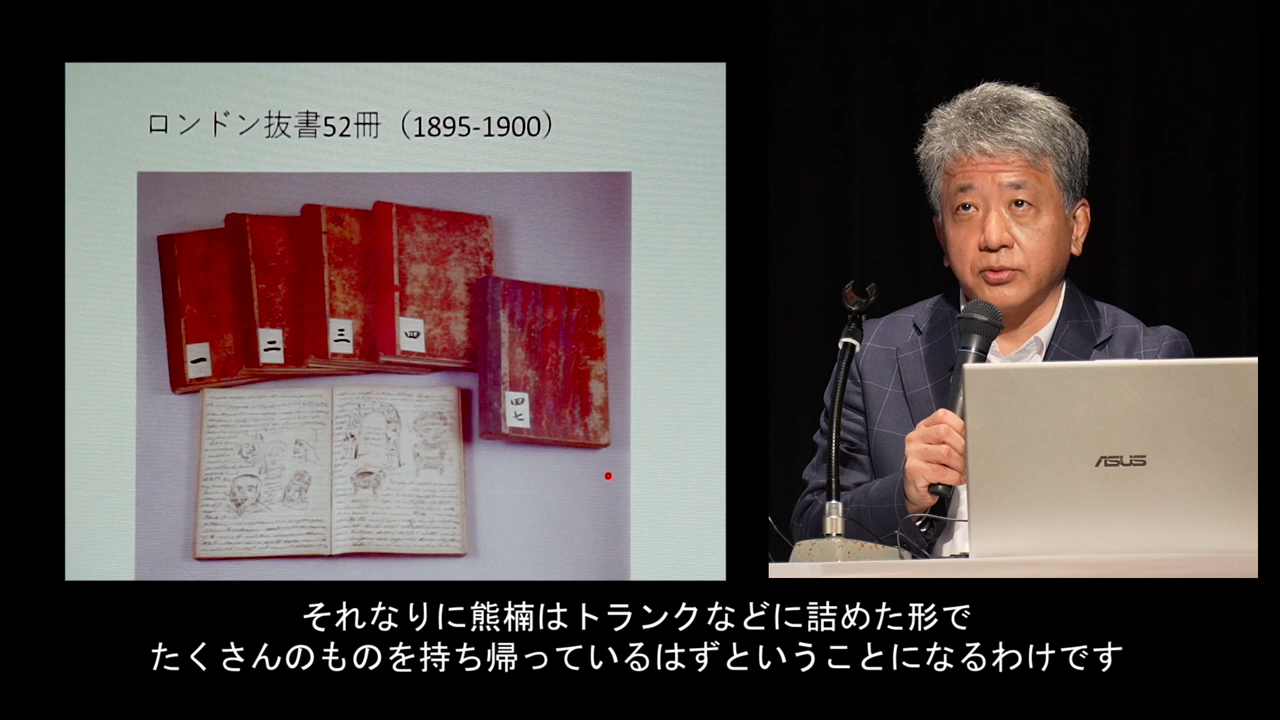 ロンドン抜書52冊（1895-1900）
一
二
三
四
四七
ASUS
それなりに熊楠はトランクなどに詰めた形で
たくさんのものを持ち帰っているはずということになるわけです